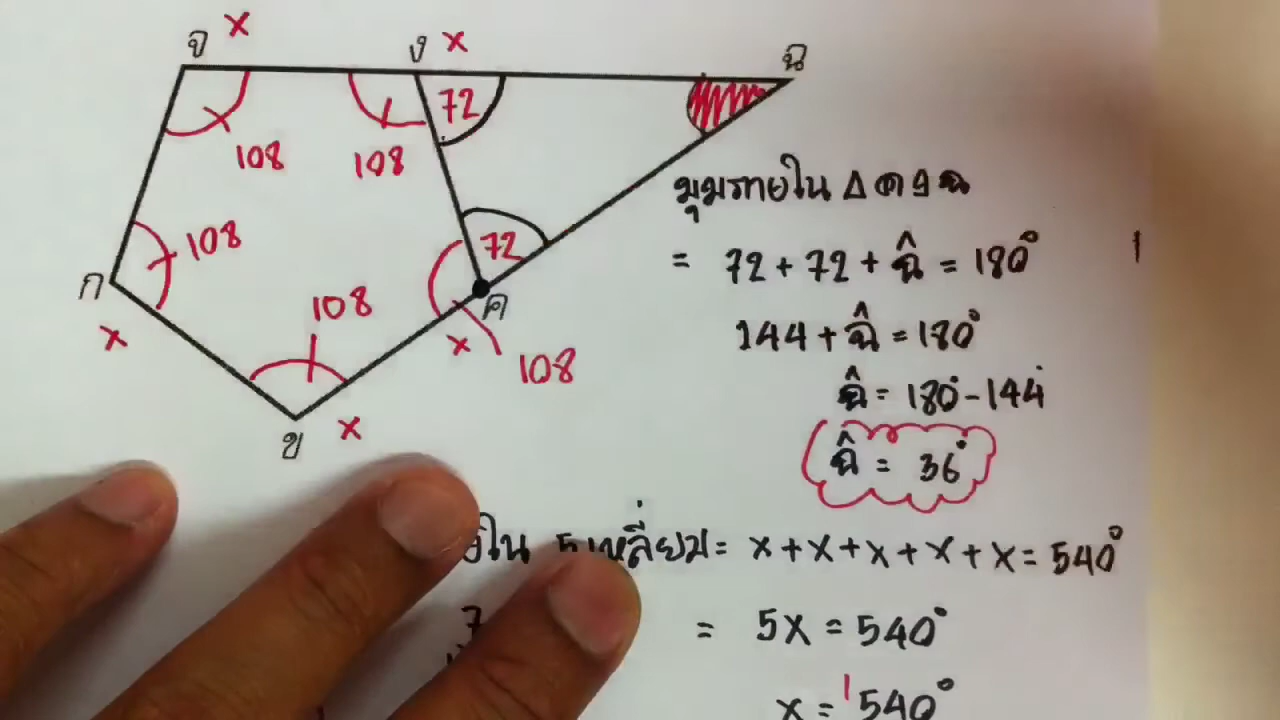 จ x ง x ฉ
72
108 108
108
72
ก x
108
ค x
108
ข x
มุมภายใน Δ คงฉ
= 72 + 72 + ฉ̂ = 180°
144 + ฉ̂ = 180°
ฉ̂ = 180° - 144°
ฉ̂ = 36°
ใน 5 เหลี่ยม = x + x + x + x + x = 540°
= 5x = 540°
x = 540°